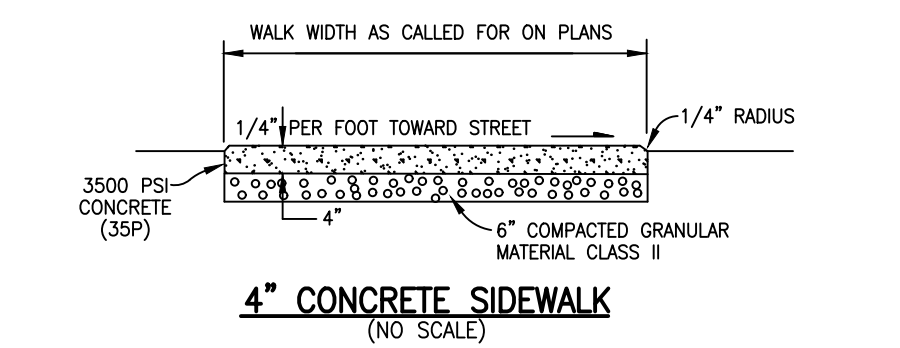 WALK WIDTH AS CALLED FOR ON PLANS
1/4" PER FOOT TOWARD STREET
1/4" RADIUS
3500 PSI
CONCRETE
(35P)
4"
6" COMPACTED GRANULAR
MATERIAL CLASS II
4" CONCRETE SIDEWALK
(NO SCALE)